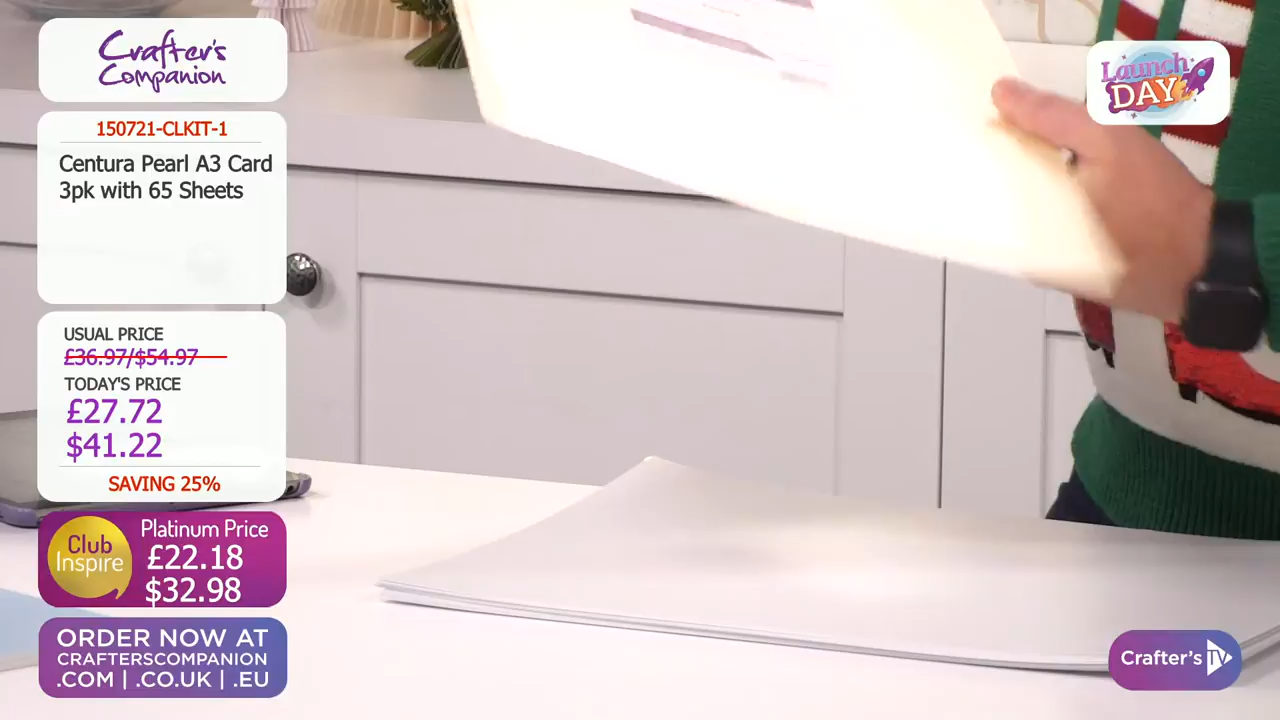 Crafter's
Companion
150721-CLKIT-1
Centura Pearl A3 Card
3pk with 65 Sheets
USUAL PRICE
£36.97/$54.97
TODAY'S PRICE
£27.72
$41.22
SAVING 25%
Club
Inspire
Platinum Price
£22.18
$32.98
ORDER NOW AT
CRAFTERSCOMPANION
.COM | .CO.UK | .EU
Launch
DAY
Crafter's TV